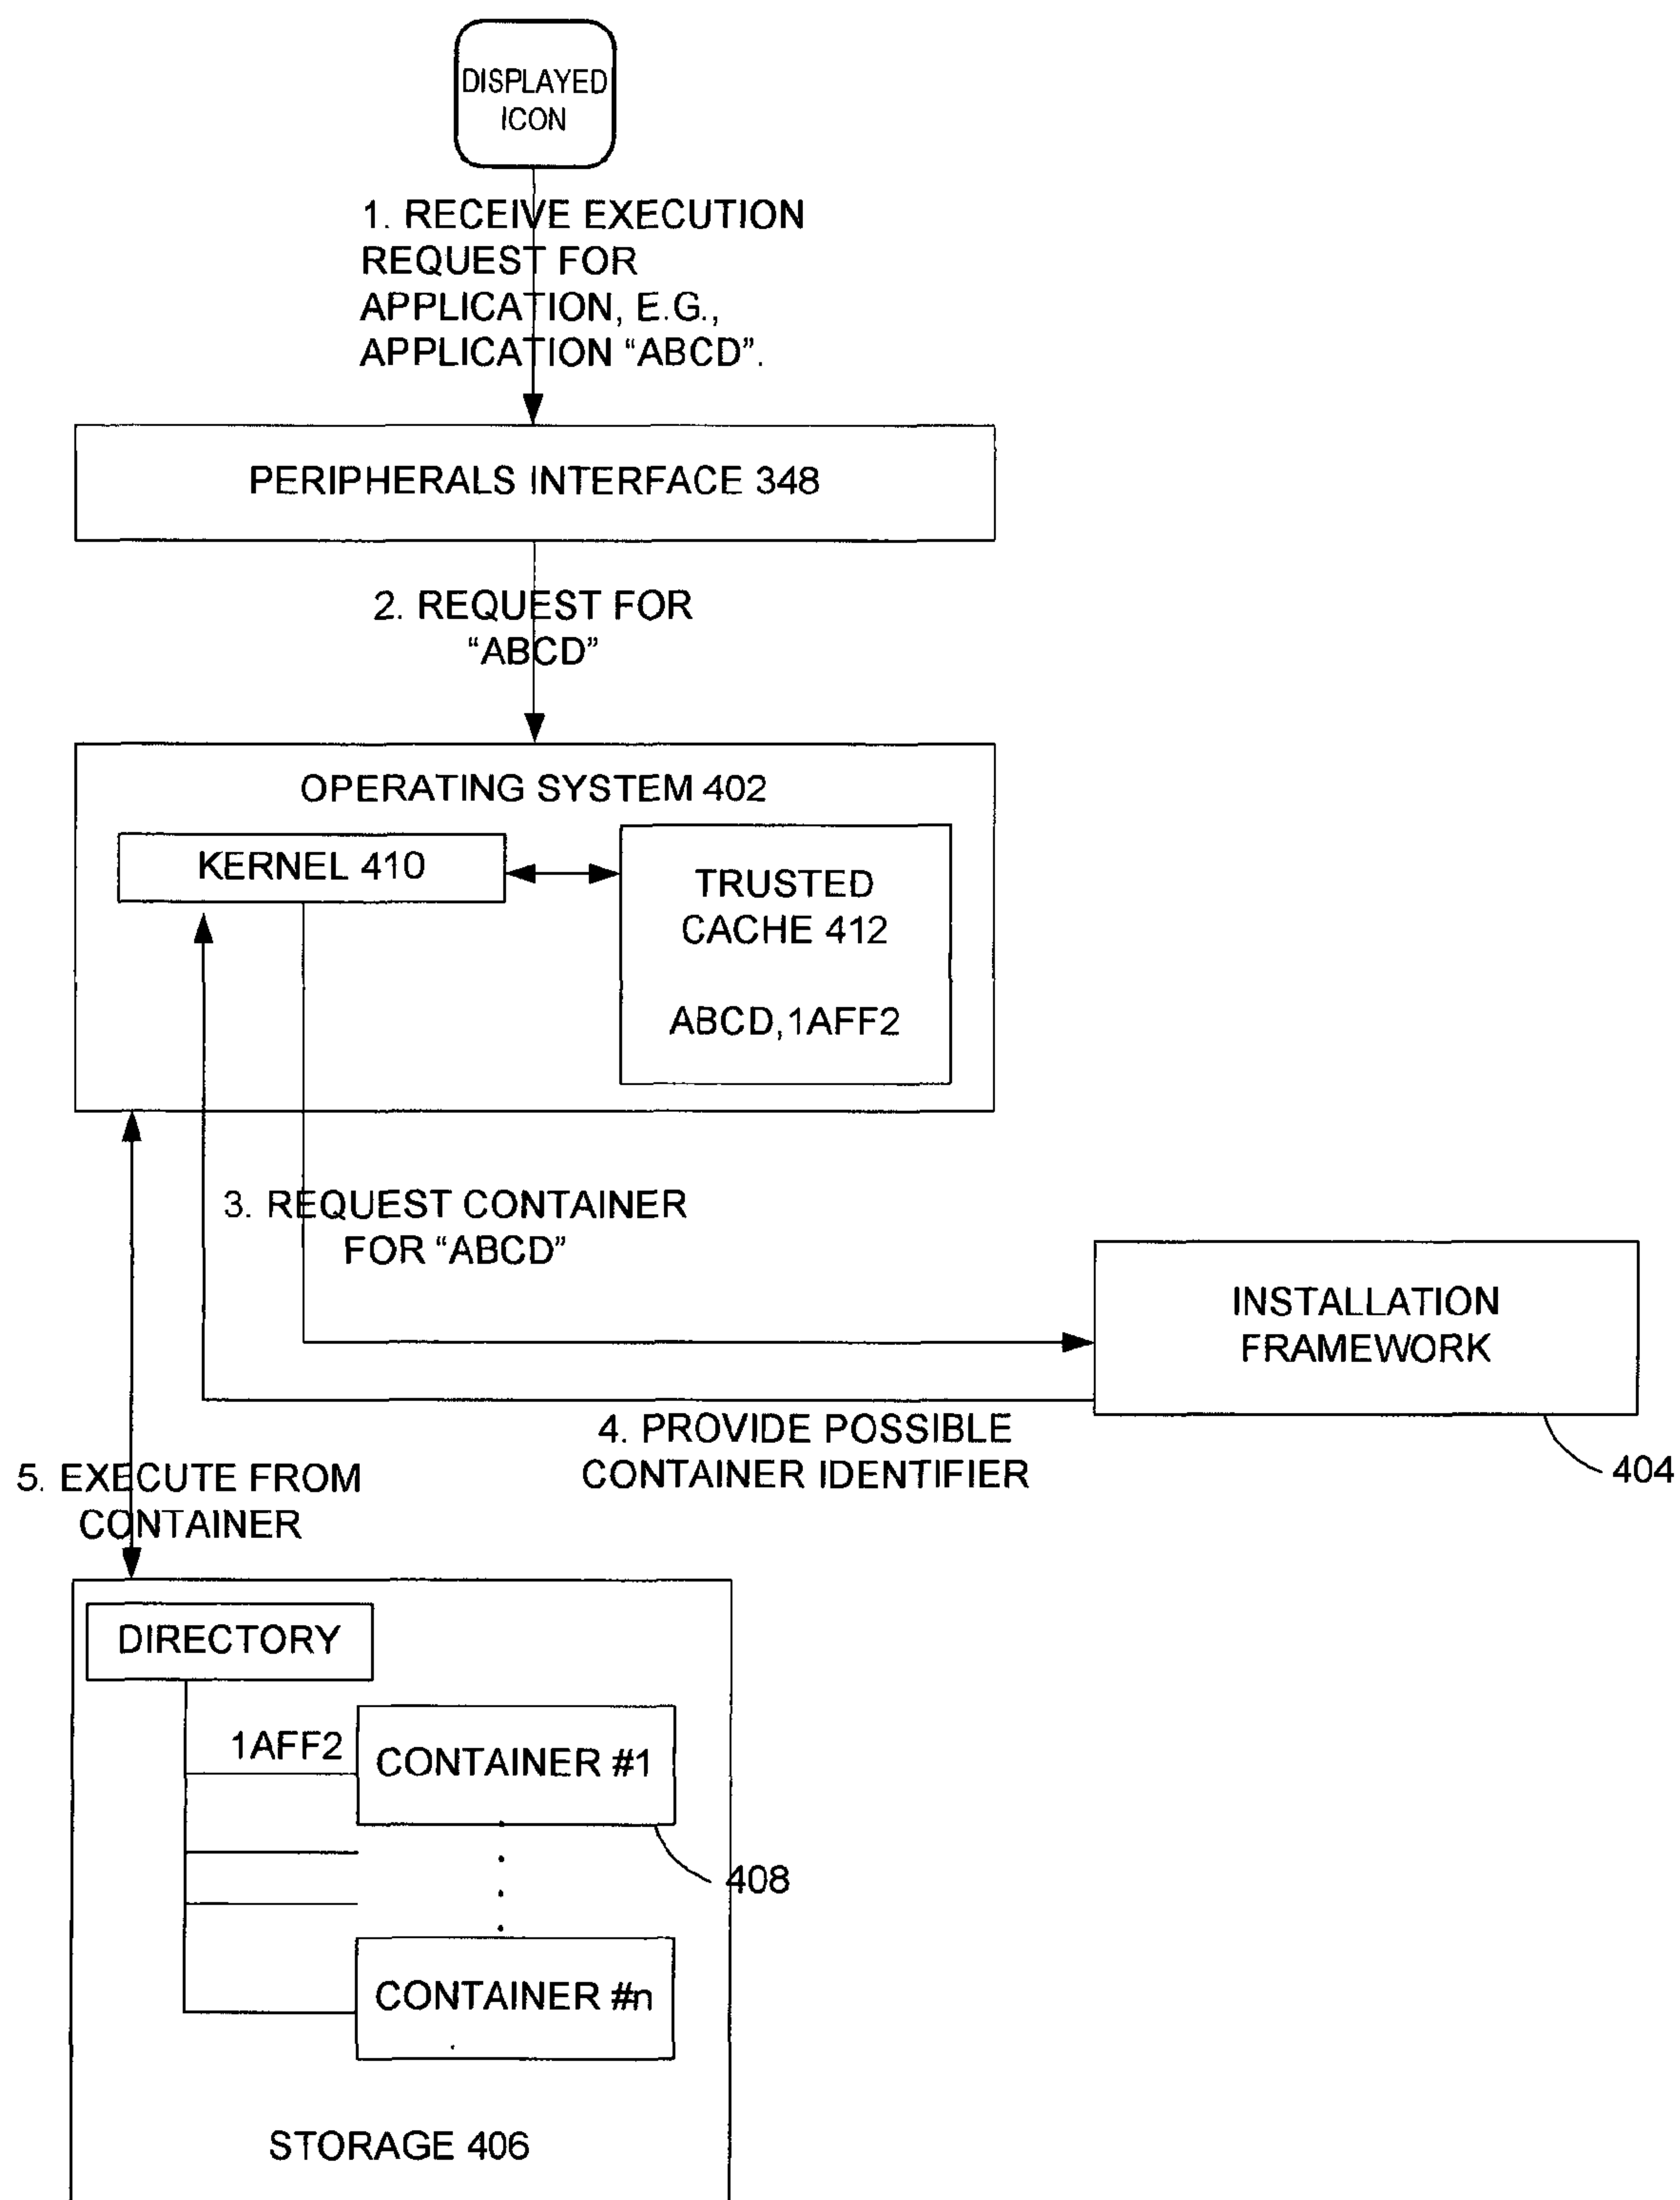 DISPLAYED
ICON
1. RECEIVE EXECUTION
REQUEST FOR
APPLICATION, E.G.,
APPLICATION “ABCD”.
PERIPHERALS INTERFACE 348
2. REQUEST FOR
“ABCD”
OPERATING SYSTEM 402
KERNEL 410
TRUSTED
CACHE 412
ABCD,1AFF2
3. REQUEST CONTAINER
FOR “ABCD”
INSTALLATION
FRAMEWORK
404
4. PROVIDE POSSIBLE
CONTAINER IDENTIFIER
5. EXECUTE FROM
CONTAINER
DIRECTORY
1AFF2
CONTAINER #1
408
CONTAINER #n
STORAGE 406